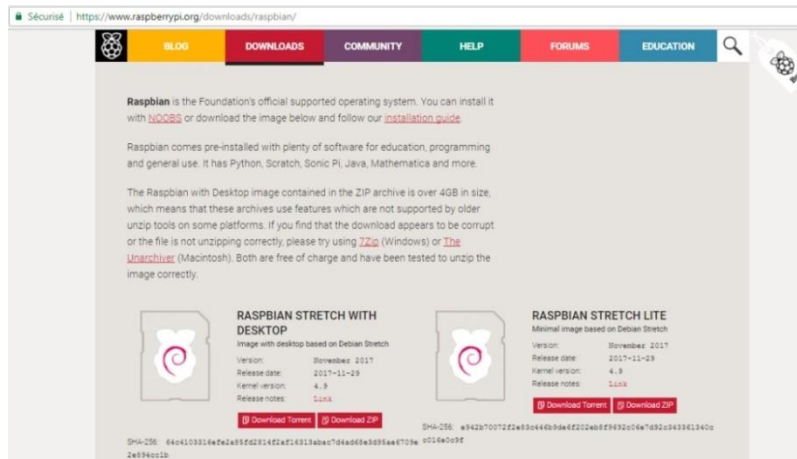 Sécurisé | https://www.raspberrypi.org/downloads/raspbian/
BLOG DOWNLOADS COMMUNITY HELP FORUMS EDUCATION
Raspbian is the Foundation's official supported operating system. You can install it
with NOOBS or download the image below and follow our installation guide.
Raspbian comes pre-installed with plenty of software for education, programming
and general use. It has Python, Scratch, Sonic Pi, Java, Mathematica and more.
The Raspbian with Desktop image contained in the ZIP archive is over 4GB in size,
which means that these archives use features which are not supported by older
unzip tools on some platforms. If you find that the download appears to be corrupt
or the file is not unzipping correctly, please try using 7Zip (Windows) or The
Unarchiver (Macintosh). Both are free of charge and have been tested to unzip the
image correctly.
RASPBIAN STRETCH WITH
DESKTOP
Image with desktop based on Debian Stretch
Version: November 2017
Release date: 2017-11-29
Kernel version: 4.9
Release notes: Link
Download Torrent Download ZIP
SHA-256:
RASPBIAN STRETCH LITE
Minimal image based on Debian Stretch
Version: November 2017
Release date: 2017-11-29
Kernel version: 4.9
Release notes: Link
Download Torrent Download ZIP
SHA-256: